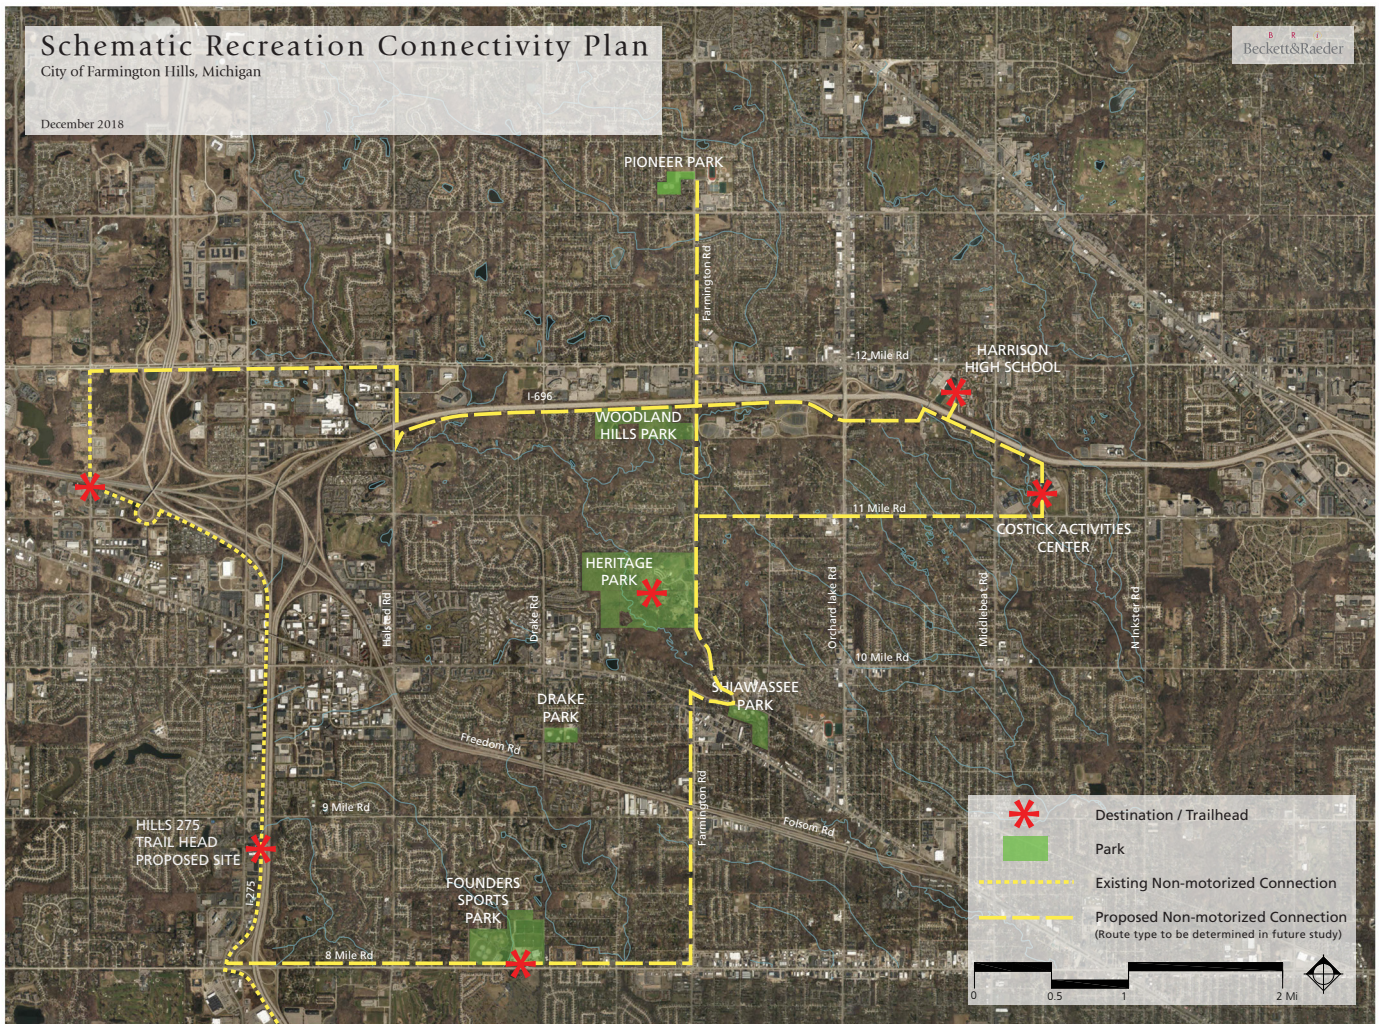 Schematic Recreation Connectivity Plan
City of Farmington Hills, Michigan
December 2018
B R i
Beckett&Raeder
PIONEER PARK
Farmington Rd
12 Mile Rd
HARRISON
HIGH SCHOOL
I-696
WOODLAND
HILLS PARK
11 Mile Rd
COSTICK ACTIVITIES
CENTER
HERITAGE
PARK
Halsted Rd
Drake Rd
Orchard lake Rd
Middlebeat Rd
N Inkster Rd
10 Mile Rd
SHIAWASSEE
PARK
DRAKE
PARK
Freedom Rd
Farmington Rd
Folsom Rd
9 Mile Rd
HILLS 275
TRAIL HEAD
PROPOSED SITE
I-275
FOUNDERS
SPORTS
PARK
8 Mile Rd
Destination / Trailhead
Park
Existing Non-motorized Connection
Proposed Non-motorized Connection
(Route type to be determined in future study)
0 0.5 1 2 Mi